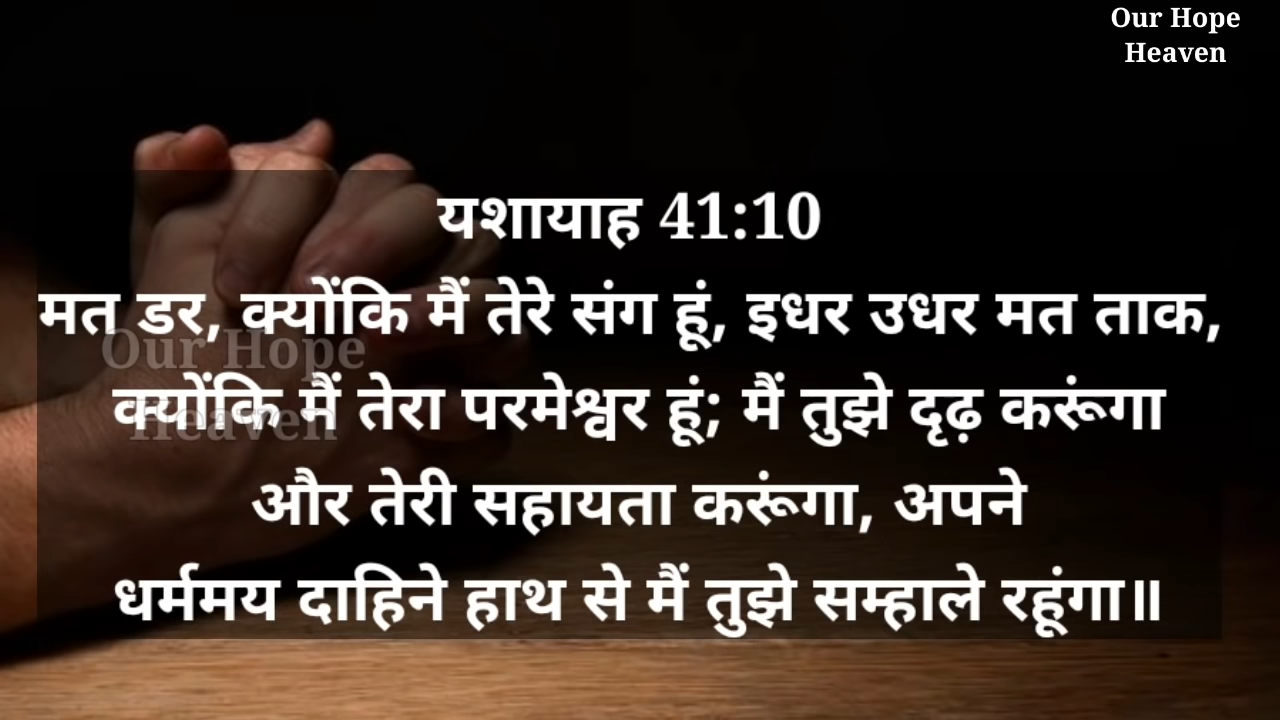 Our Hope
Heaven
यशायाह 41:10
मत डर, क्योंकि मैं तेरे संग हूं, इधर उधर मत ताक,
क्योंकि मैं तेरा परमेश्वर हूं; मैं तुझे दृढ़ करूंगा
और तेरी सहायता करूंगा, अपने
धर्ममय दाहिने हाथ से मैं तुझे सम्हाले रहूंगा॥
Our Hope
Heaven